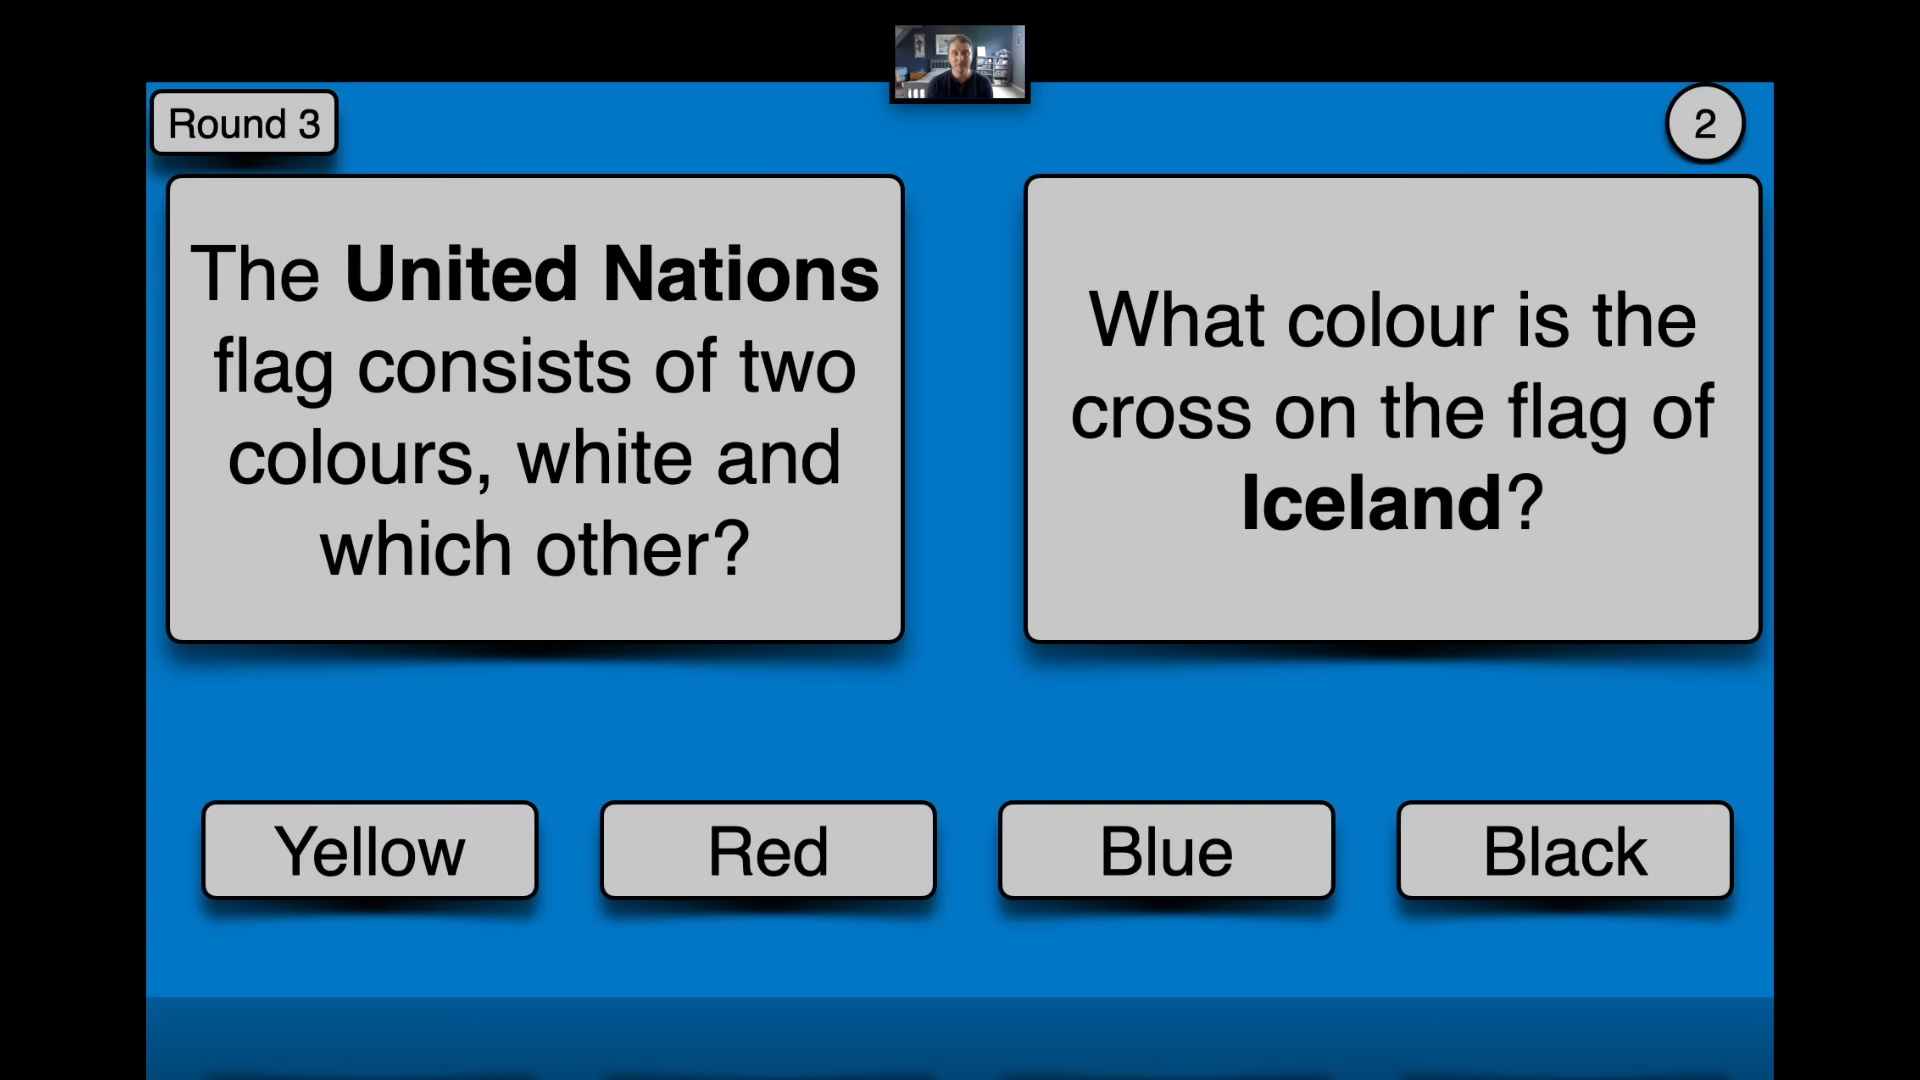 Round 3
2
The United Nations
flag consists of two
colours, white and
which other?
What colour is the
cross on the flag of
Iceland?
Yellow
Red
Blue
Black